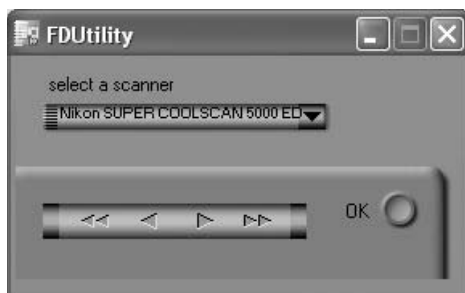 FDUtility
select a scanner
Nikon SUPER COOLSCAN 5000 ED
OK